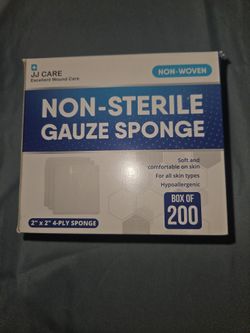 JJ CARE
Excellent Wound Care
NON-WOVEN
NON-STERILE
GAUZE SPONGE
Soft and
comfortable on skin
For all skin types
Hypoallergenic
BOX OF
200
2" x 2" 4-PLY SPONGE